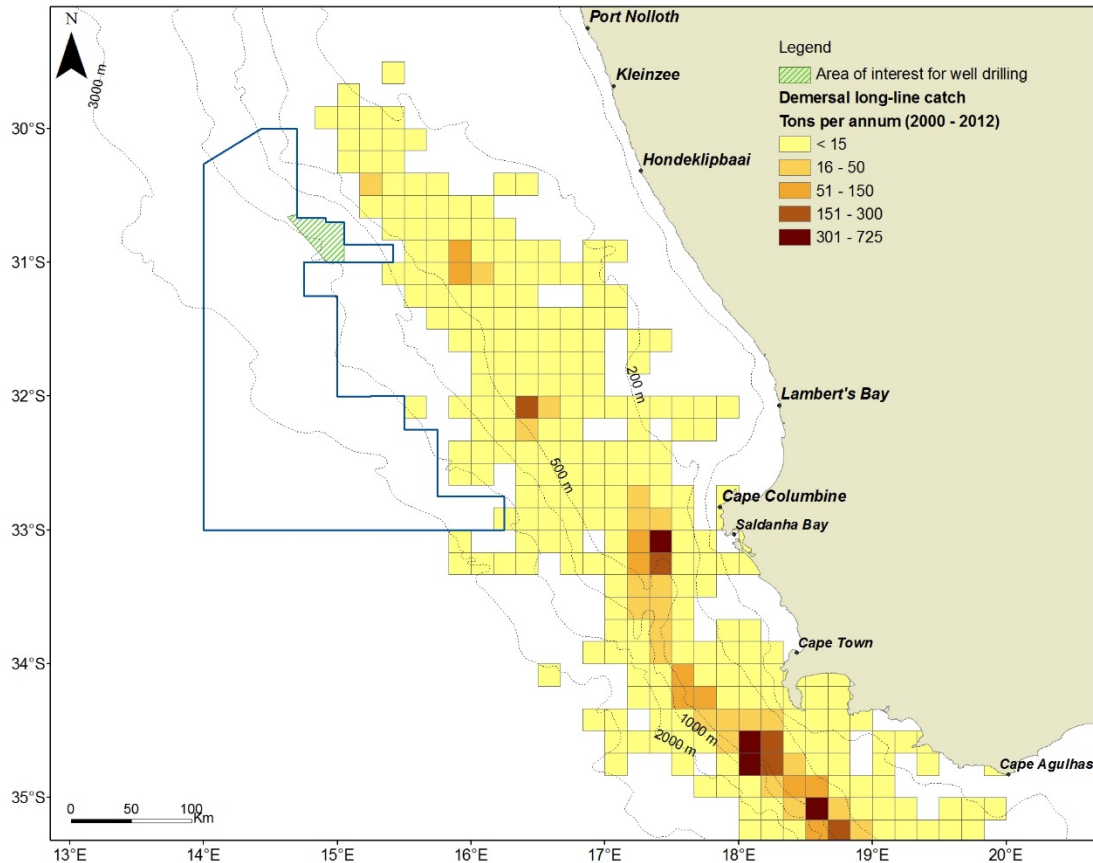 N
3000 m
Port Nolloth
Kleinzee
Hondeklipbaai
Lambert's Bay
Cape Columbine
Saldanha Bay
Cape Town
Cape Agulhas
200 m
500 m
1000 m
2000 m
Legend
Area of interest for well drilling
Demersal long-line catch
Tons per annum (2000 - 2012)
< 15
16 - 50
51 - 150
151 - 300
301 - 725
30°S
31°S
32°S
33°S
34°S
35°S
0 50 100
Km
13°E 14°E 15°E 16°E 17°E 18°E 19°E 20°E